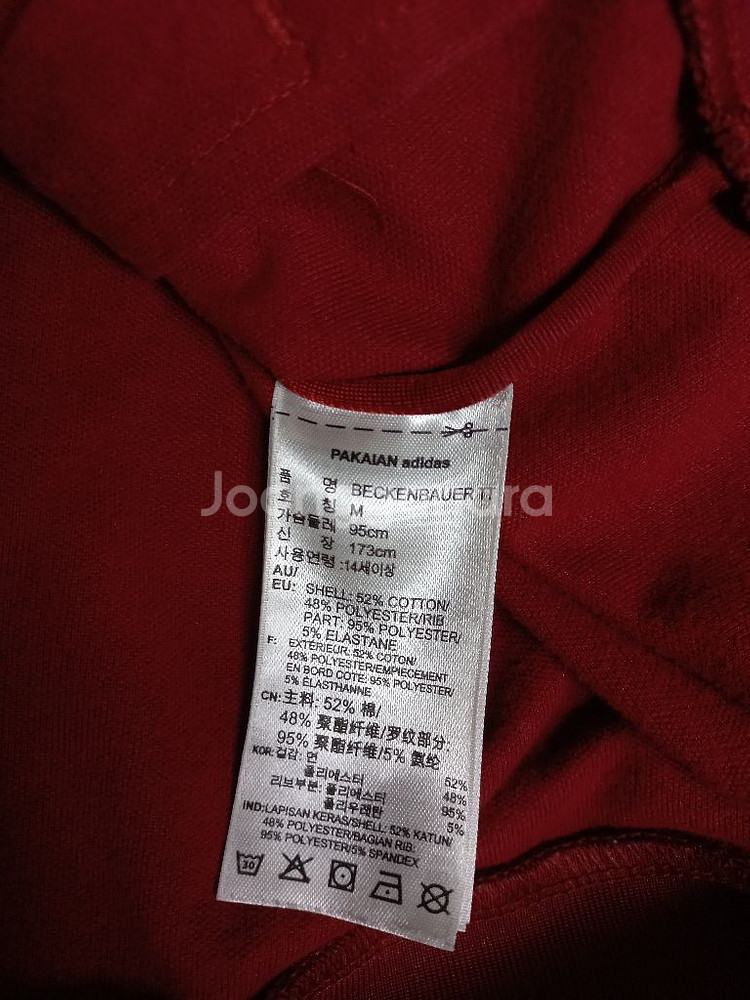 PAKAIAN adidas
품 명 BECKENBAUER TT
호 칭 M
가슴둘레 95cm
신 장 173cm
사용연령 :14세이상
AU/
EU: SHELL: 52% COTTON/
48% POLYESTER/RIB
PART: 95% POLYESTER/
5% ELASTANE
F: EXTÉRIEUR: 52% COTON/
48% POLYESTER/EMPIECEMENT
EN BORD COTE: 95% POLYESTER/
5% ÉLASTHANNE
CN: 主料: 52% 棉/
48% 聚酯纤维/罗纹部分:
95% 聚酯纤维/5% 氨纶
KOR: 겉감: 면 52%
폴리에스터 48%
리브부분: 폴리에스터 95%
폴리우레탄 5%
IND: LAPISAN KERAS/SHELL: 52% KATUN/
48% POLYESTER/BAGIAN RIB:
95% POLYESTER/5% SPANDEX
30